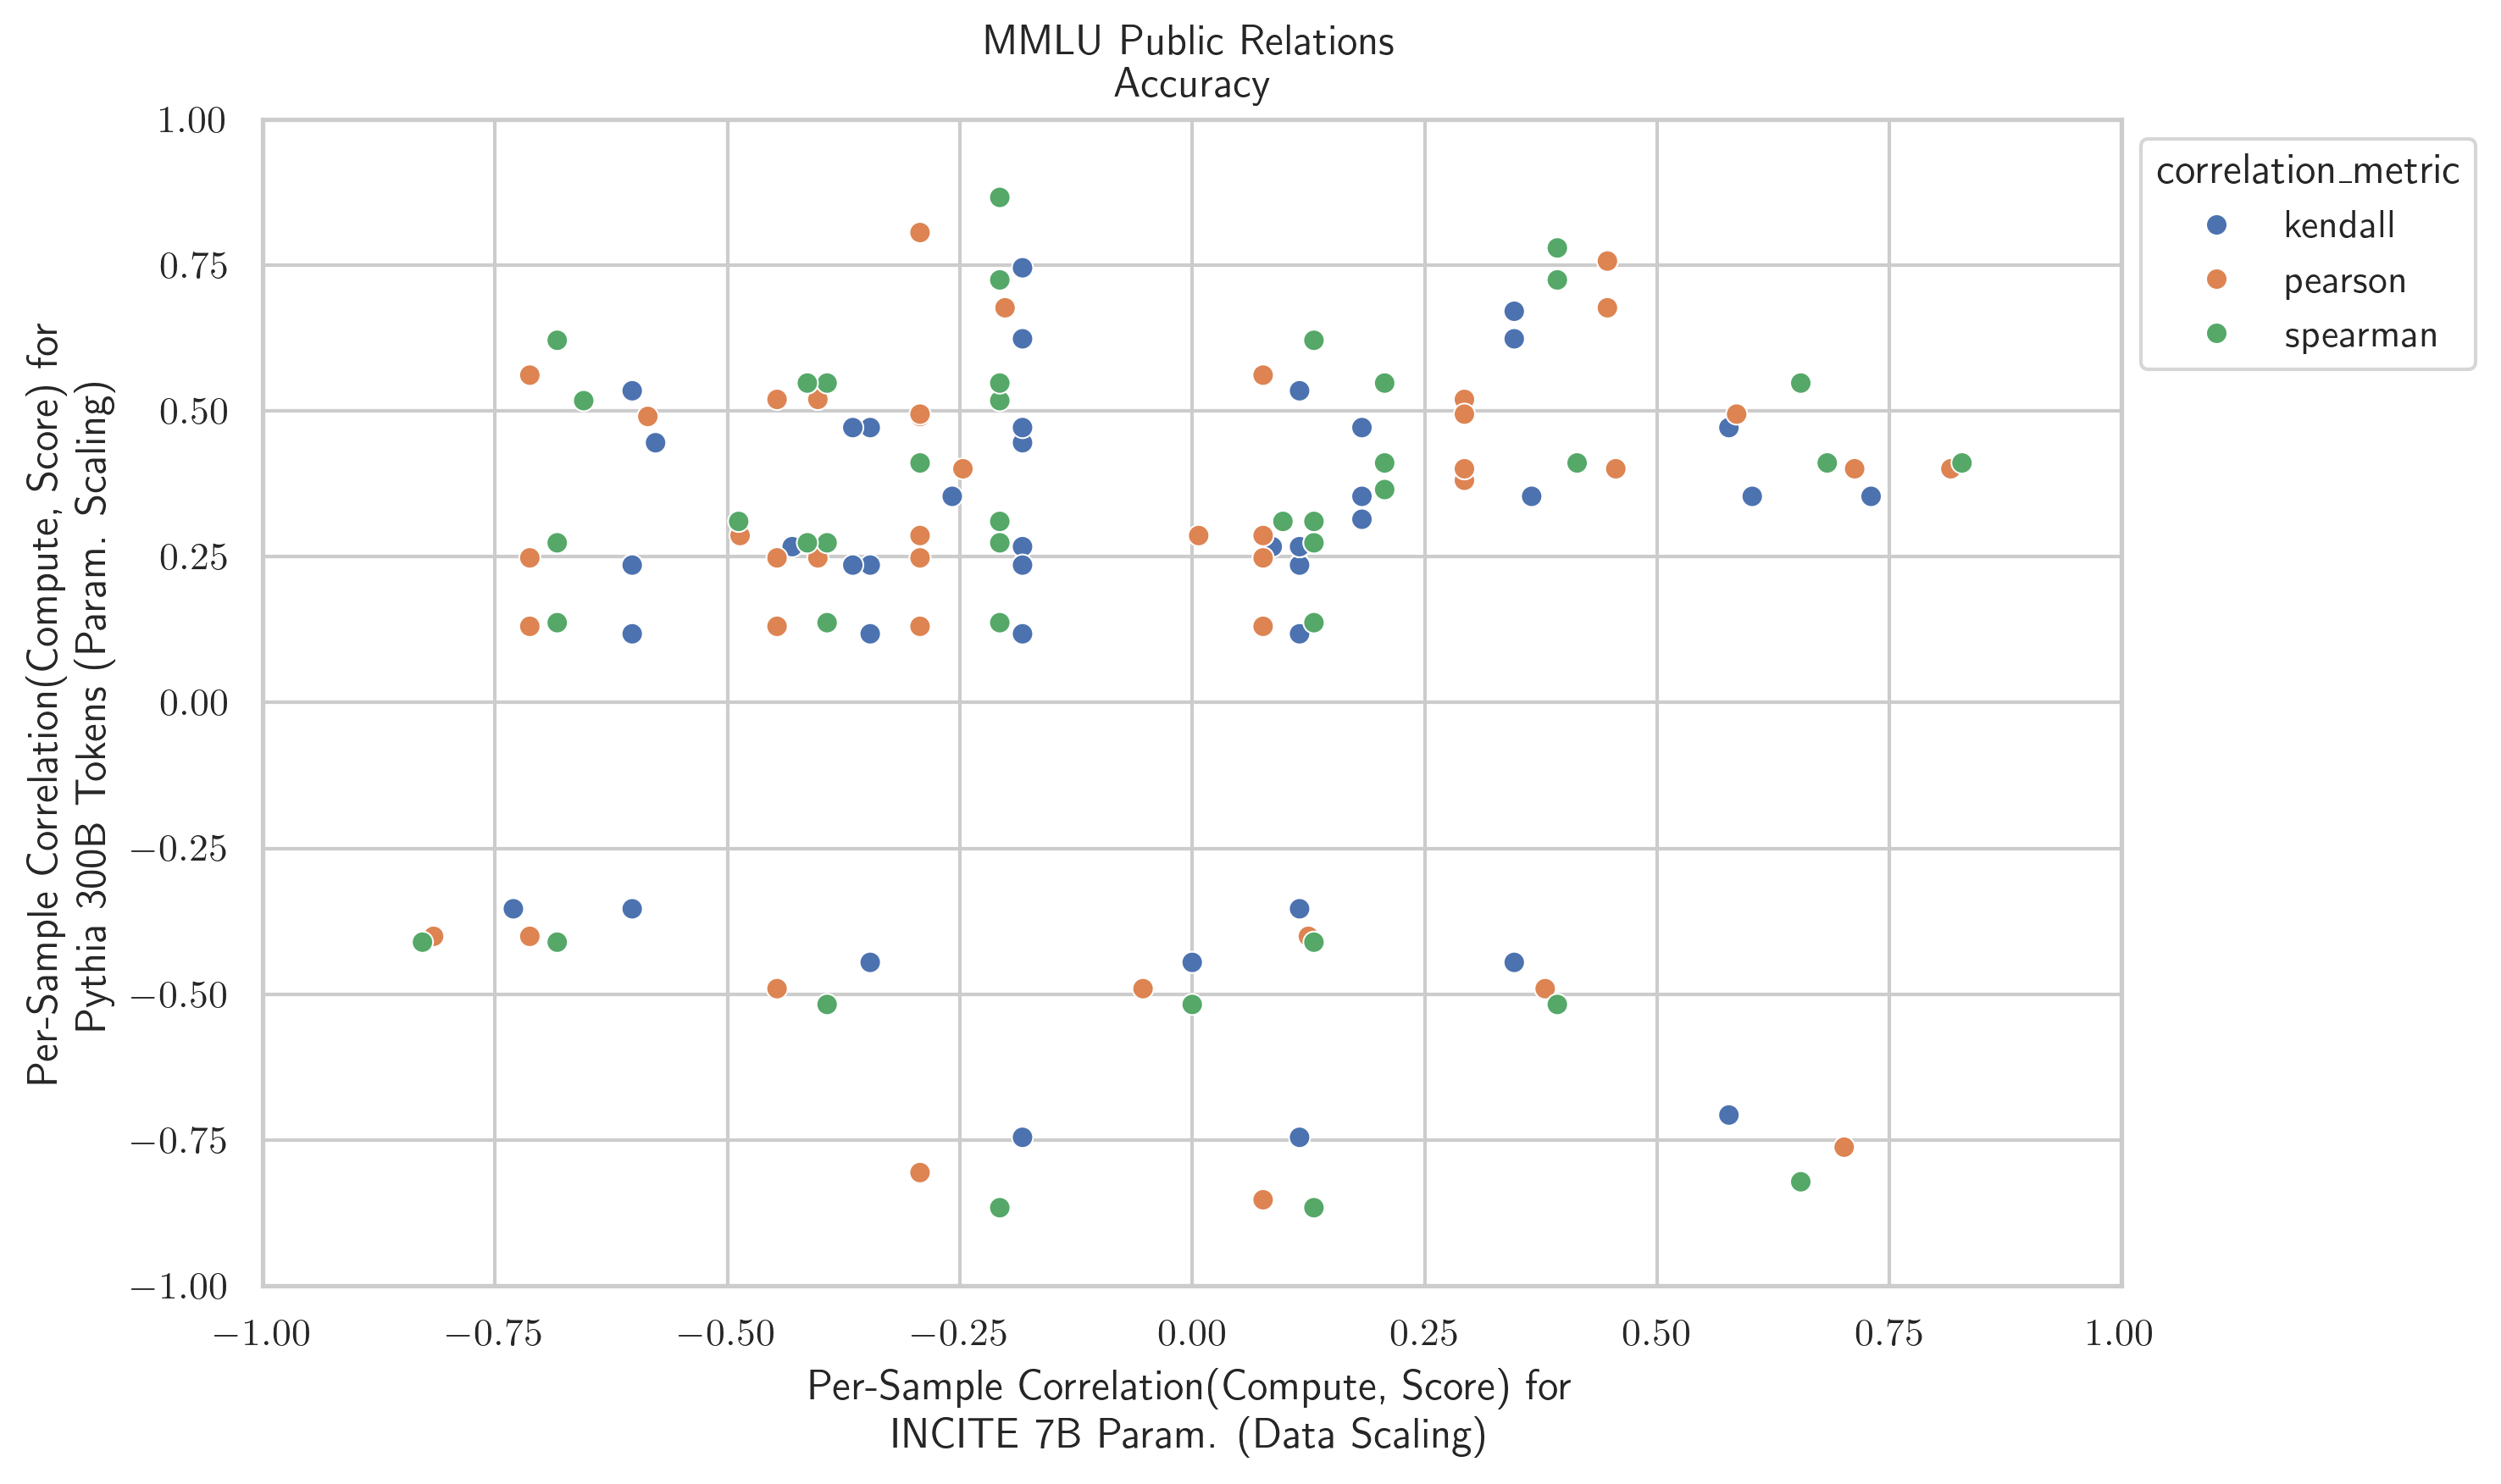 MMLU Public Relations
Accuracy
Per-Sample Correlation(Compute, Score) for
Pythia 300B Tokens (Param. Scaling)
1.00
0.75
0.50
0.25
0.00
−0.25
−0.50
−0.75
−1.00
−1.00
−0.75
−0.50
−0.25
0.00
0.25
0.50
0.75
1.00
Per-Sample Correlation(Compute, Score) for
INCITE 7B Param. (Data Scaling)
correlation_metric
kendall
pearson
spearman